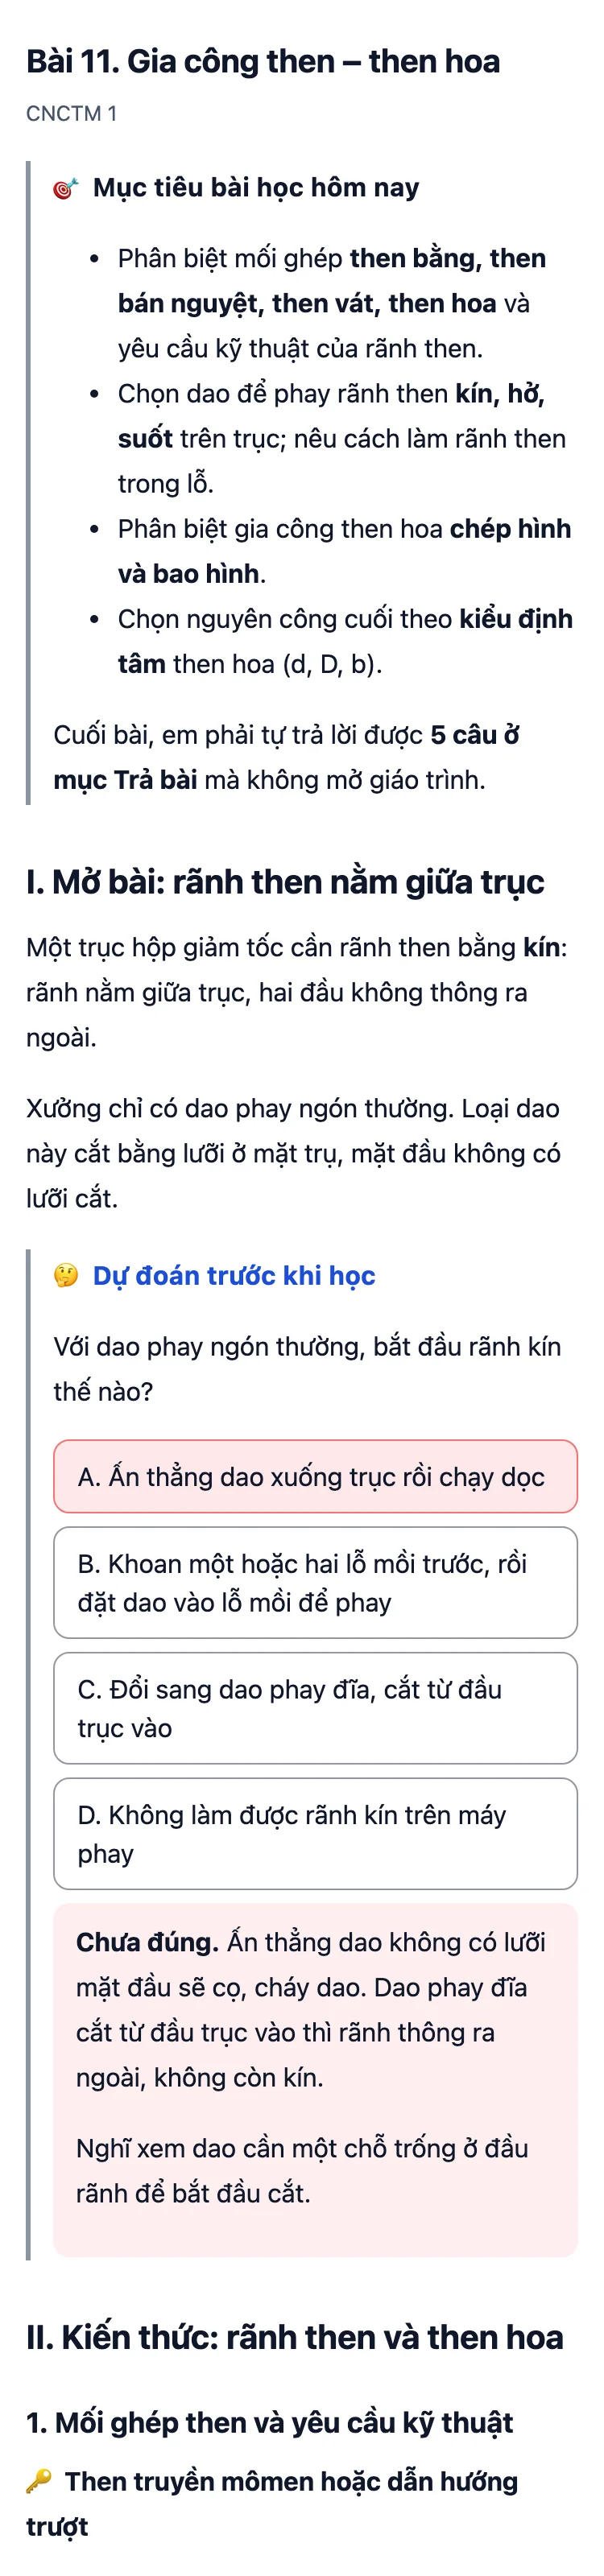 Bài 11. Gia công then – then hoa
CNCTM 1
🎯 Mục tiêu bài học hôm nay
• Phân biệt mối ghép then bằng, then
bán nguyệt, then vát, then hoa và
yêu cầu kỹ thuật của rãnh then.
• Chọn dao để phay rãnh then kín, hở,
suốt trên trục; nêu cách làm rãnh then
trong lỗ.
• Phân biệt gia công then hoa chép hình
và bao hình.
• Chọn nguyên công cuối theo kiểu định
tâm then hoa (d, D, b).
Cuối bài, em phải tự trả lời được 5 câu ở
mục Trả bài mà không mở giáo trình.
I. Mở bài: rãnh then nằm giữa trục
Một trục hộp giảm tốc cần rãnh then bằng kín:
rãnh nằm giữa trục, hai đầu không thông ra
ngoài.
Xưởng chỉ có dao phay ngón thường. Loại dao
này cắt bằng lưỡi ở mặt trụ, mặt đầu không có
lưỡi cắt.
🤔 Dự đoán trước khi học
Với dao phay ngón thường, bắt đầu rãnh kín
thế nào?
A. Ấn thẳng dao xuống trục rồi chạy dọc
B. Khoan một hoặc hai lỗ mồi trước, rồi
đặt dao vào lỗ mồi để phay
C. Đổi sang dao phay đĩa, cắt từ đầu
trục vào
D. Không làm được rãnh kín trên máy
phay
Chưa đúng. Ấn thẳng dao không có lưỡi
mặt đầu sẽ cọ, cháy dao. Dao phay đĩa
cắt từ đầu trục vào thì rãnh thông ra
ngoài, không còn kín.
Nghĩ xem dao cần một chỗ trống ở đầu
rãnh để bắt đầu cắt.
II. Kiến thức: rãnh then và then hoa
1. Mối ghép then và yêu cầu kỹ thuật
🔑 Then truyền mômen hoặc dẫn hướng
trượt